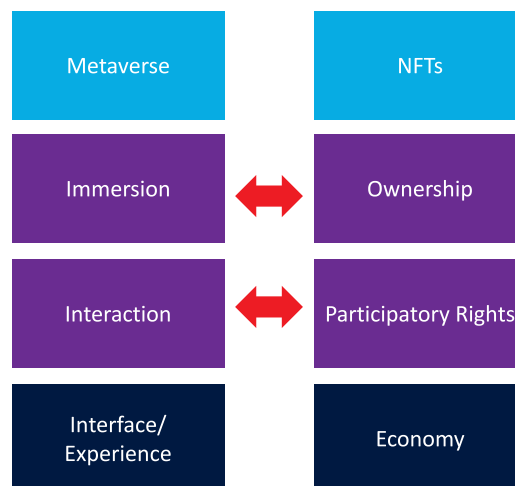 Metaverse
NFTs
Immersion
Ownership
Interaction
Participatory Rights
Interface/
Experience
Economy